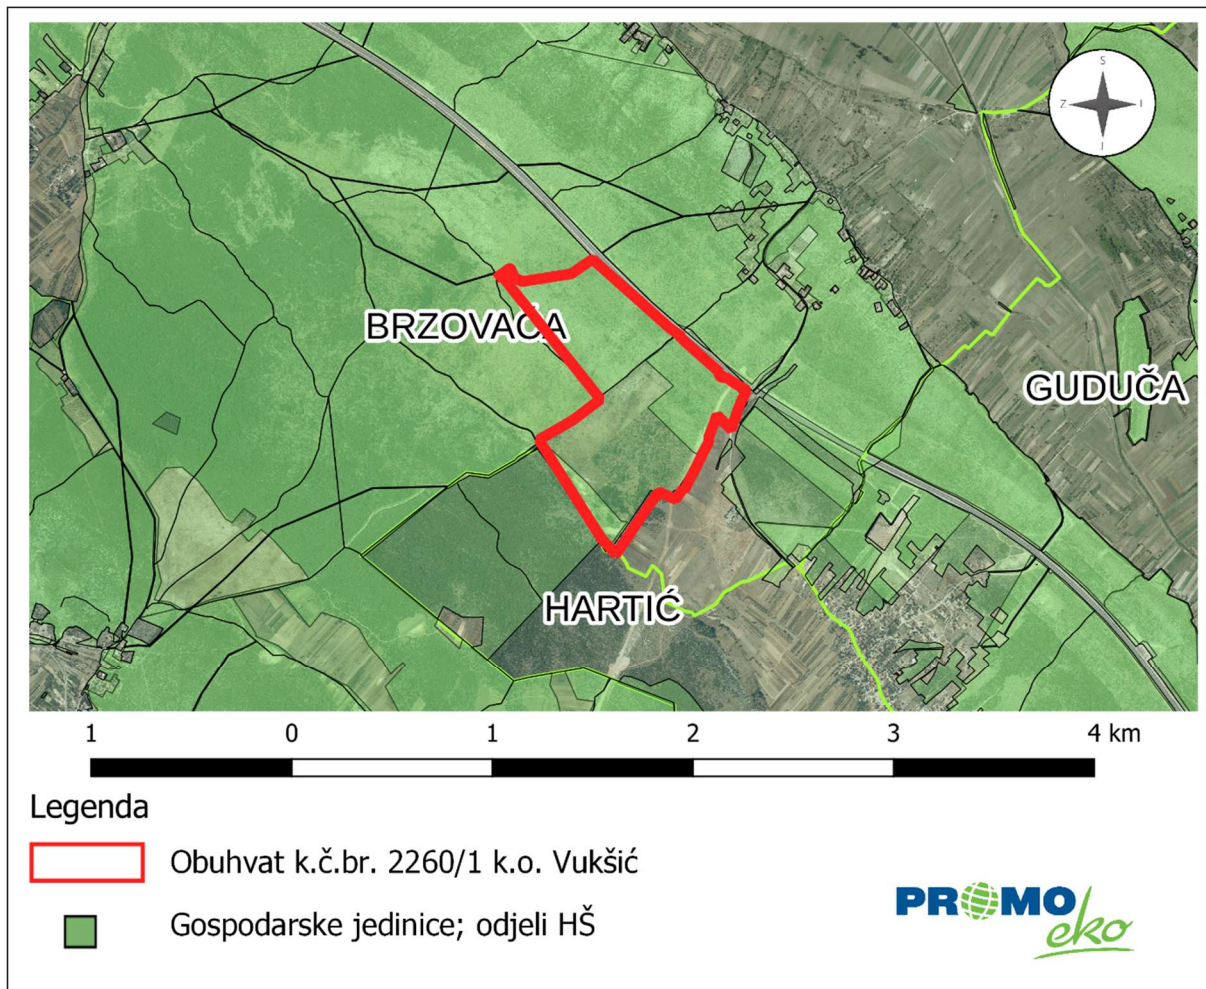 S
Z I
J
BRZOVAČA
GUDUČA
HARTIĆ
1 0 1 2 3 4 km
Legenda
Obuhvat k.č.br. 2260/1 k.o. Vukšić
Gospodarske jedinice; odjeli HŠ
PROMO
eko